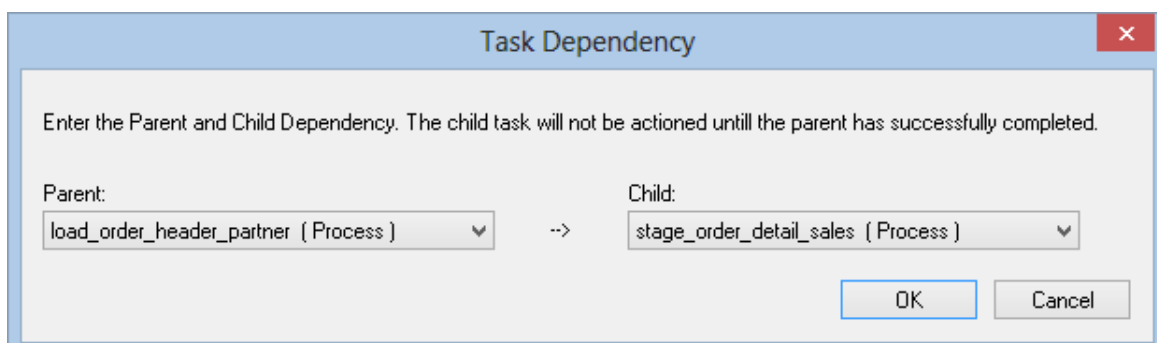 Task Dependency
Enter the Parent and Child Dependency. The child task will not be actioned untill the parent has successfully completed.
Parent: Child:
load_order_header_partner ( Process ) --> stage_order_detail_sales ( Process )
OK Cancel